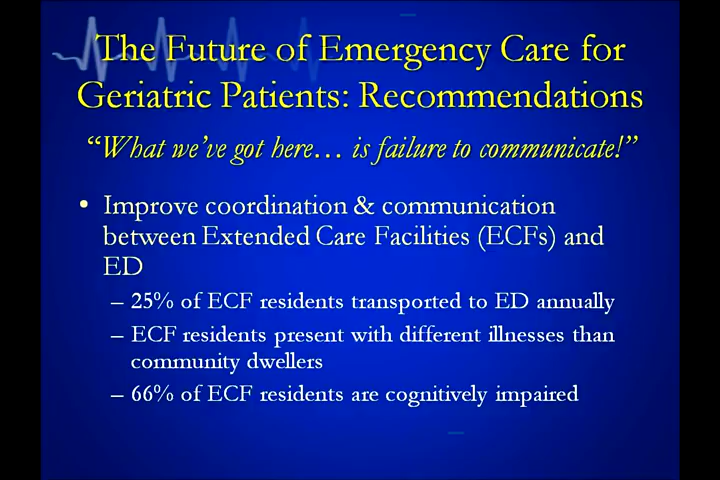 The Future of Emergency Care for
Geriatric Patients: Recommendations
“What we’ve got here… is failure to communicate!”
• Improve coordination & communication
between Extended Care Facilities (ECFs) and
ED
– 25% of ECF residents transported to ED annually
– ECF residents present with different illnesses than
community dwellers
– 66% of ECF residents are cognitively impaired